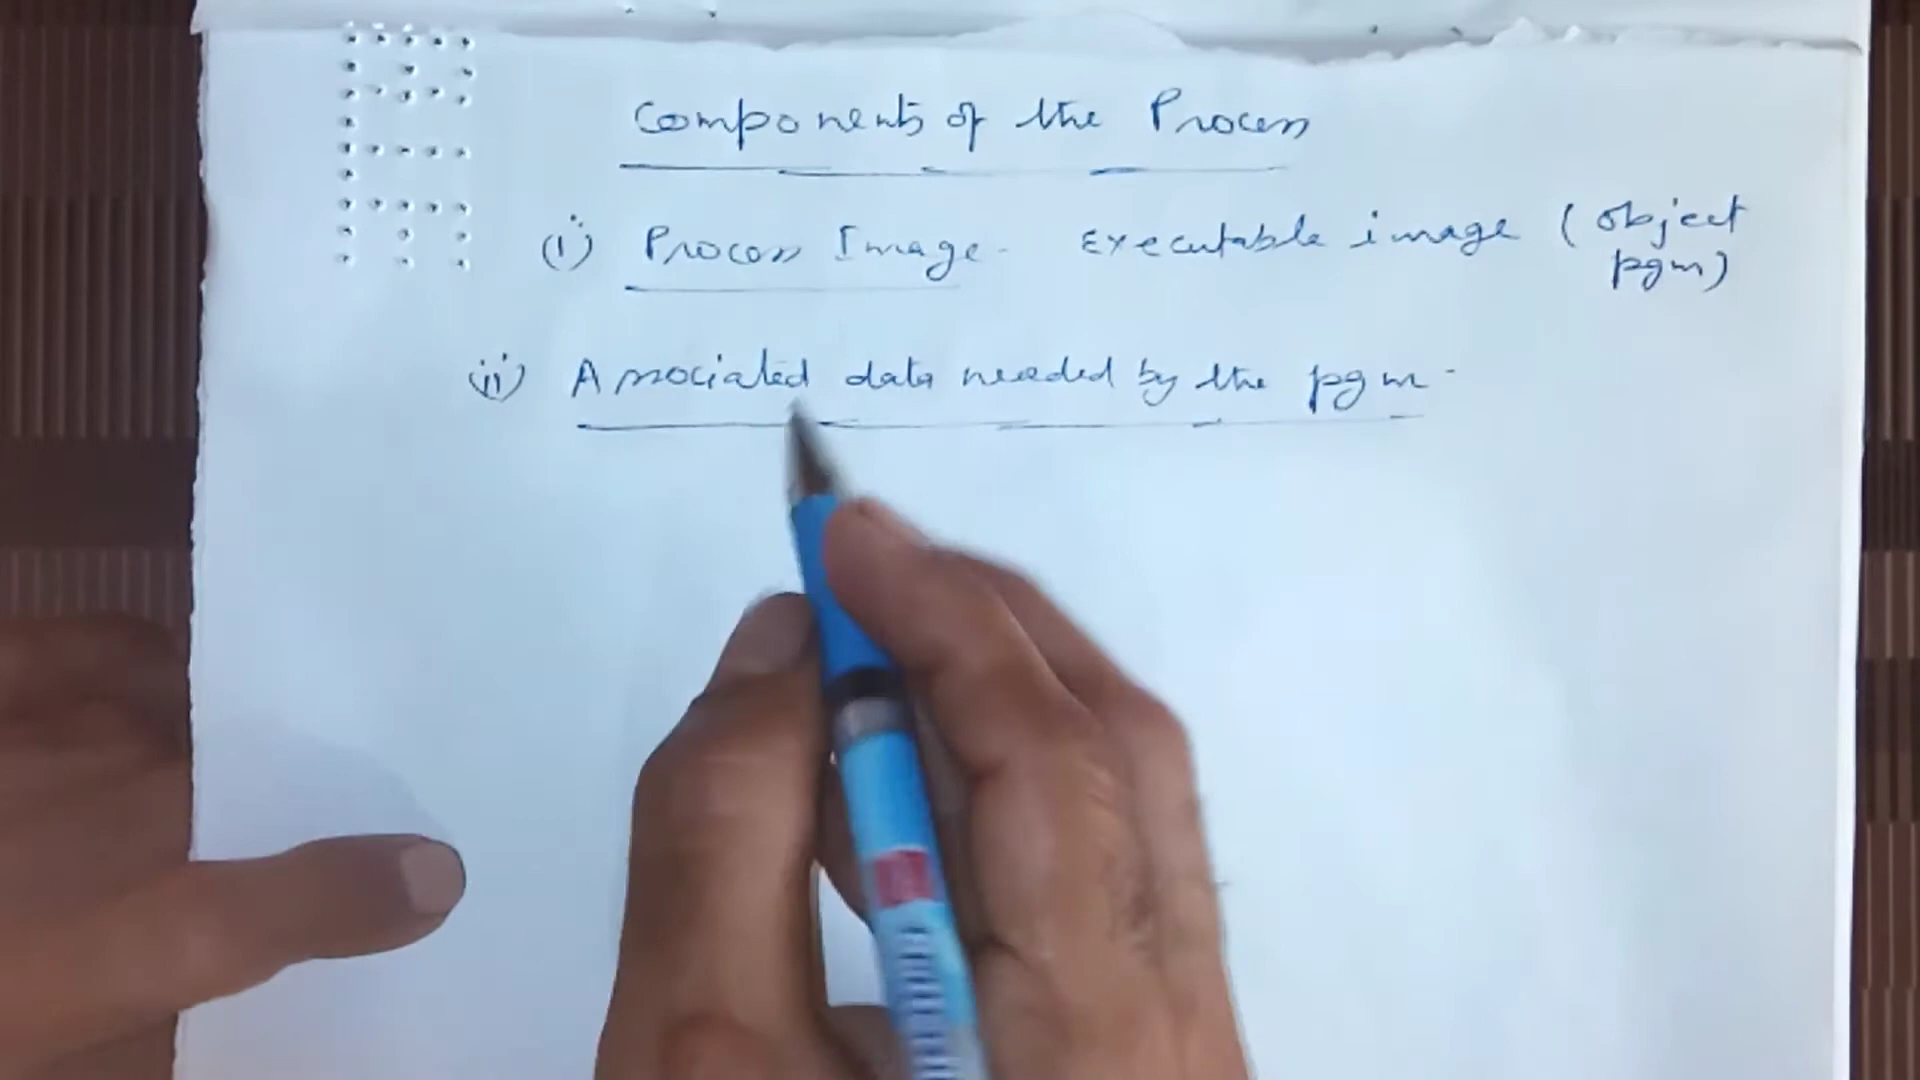 Components of the Process
(i) Process Image - Executable image (object
pgm)
(ii) Associated data needed by the pgm -